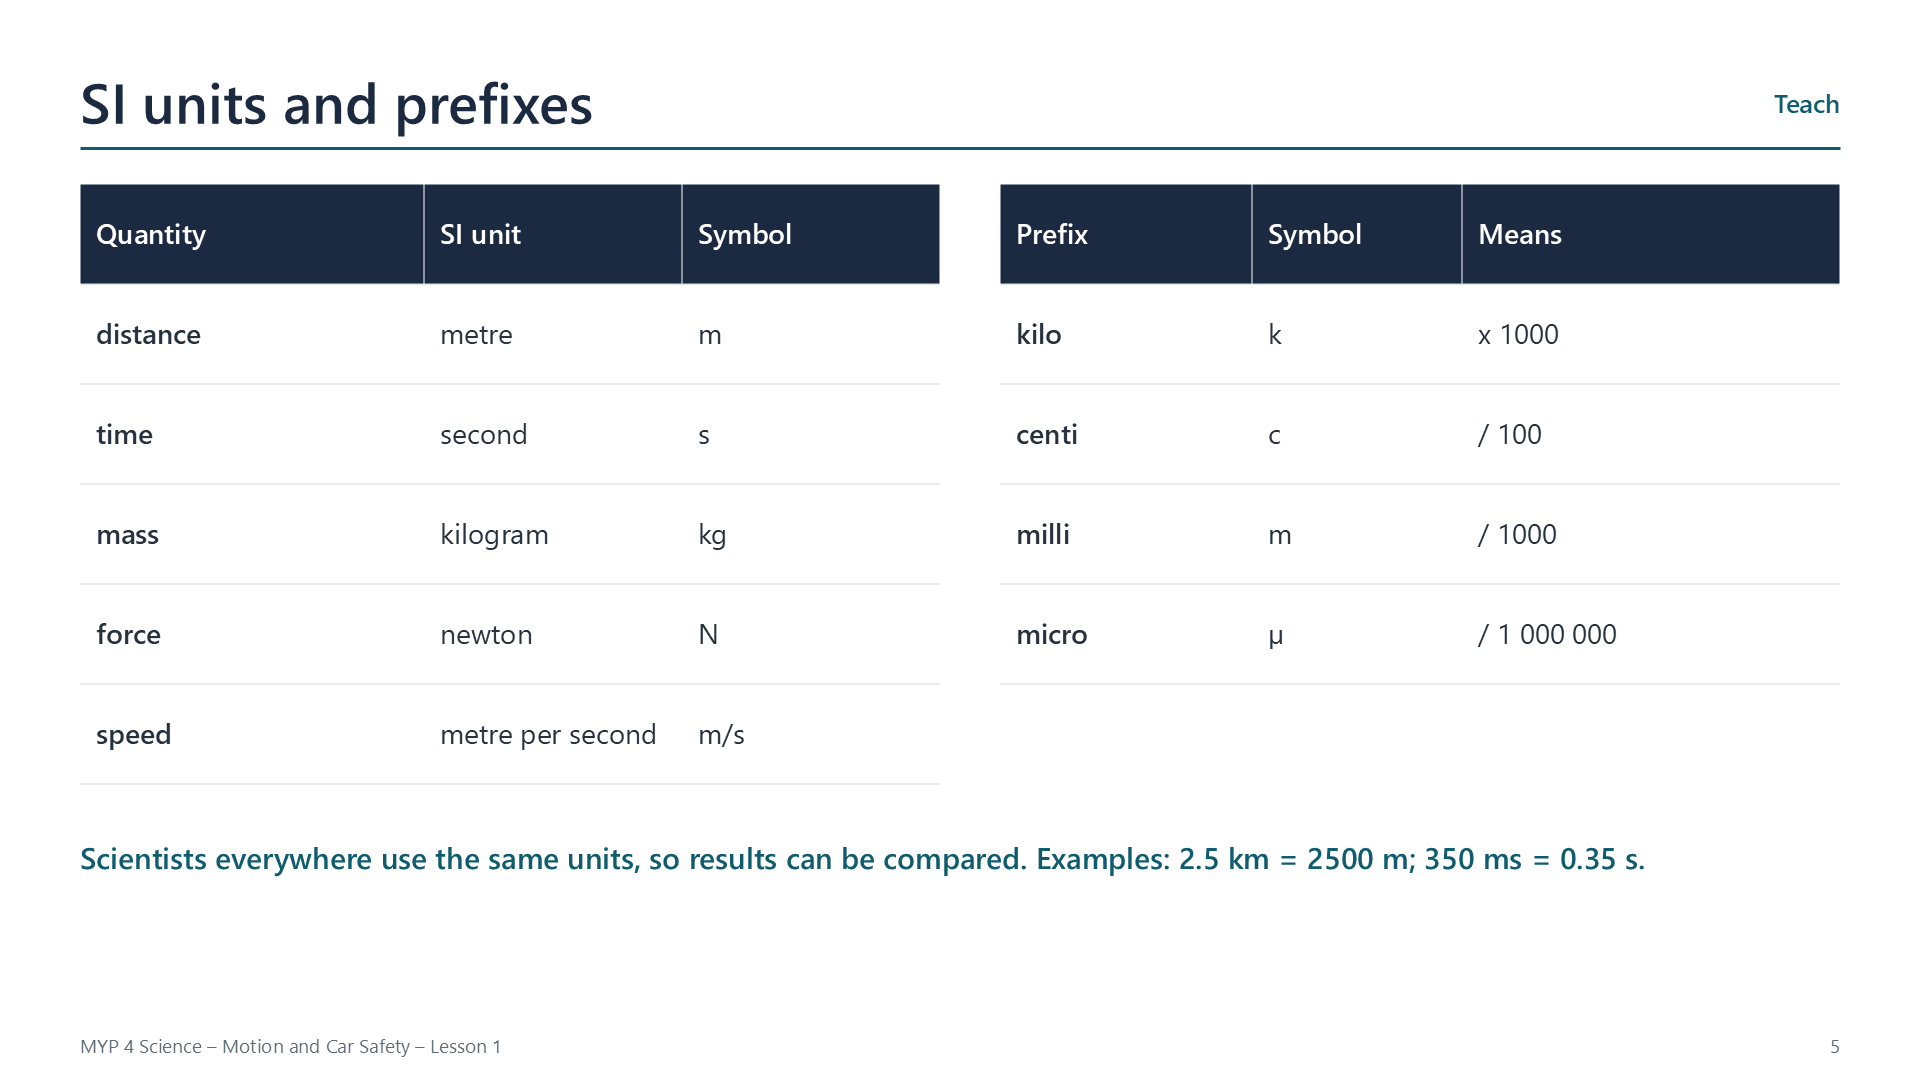 SI units and prefixes
Teach
Quantity SI unit Symbol
distance metre m
time second s
mass kilogram kg
force newton N
speed metre per second m/s
Prefix Symbol Means
kilo k x 1000
centi c / 100
milli m / 1000
micro µ / 1 000 000
Scientists everywhere use the same units, so results can be compared. Examples: 2.5 km = 2500 m; 350 ms = 0.35 s.
MYP 4 Science – Motion and Car Safety – Lesson 1
5